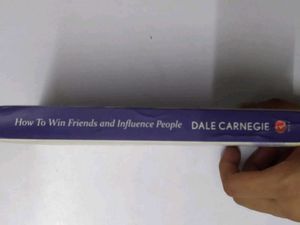 How To Win Friends and Influence People DALE CARNEGIE